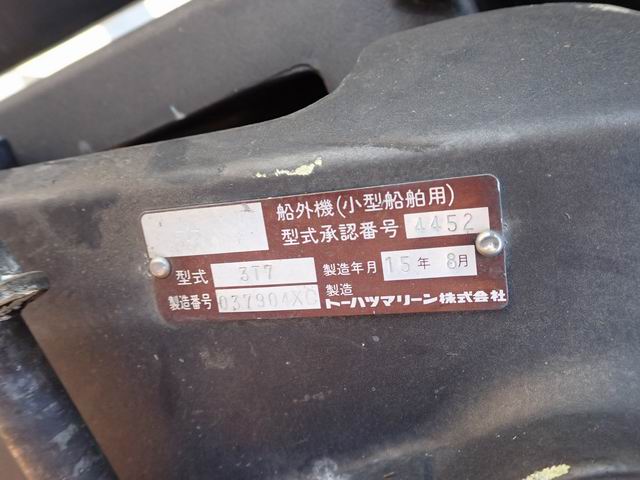 船外機(小型船舶用)
型式承認番号 4452
型式 3T7 製造年月 15年 8月
製造番号 037904XG 製造 トーハツマリーン株式会社